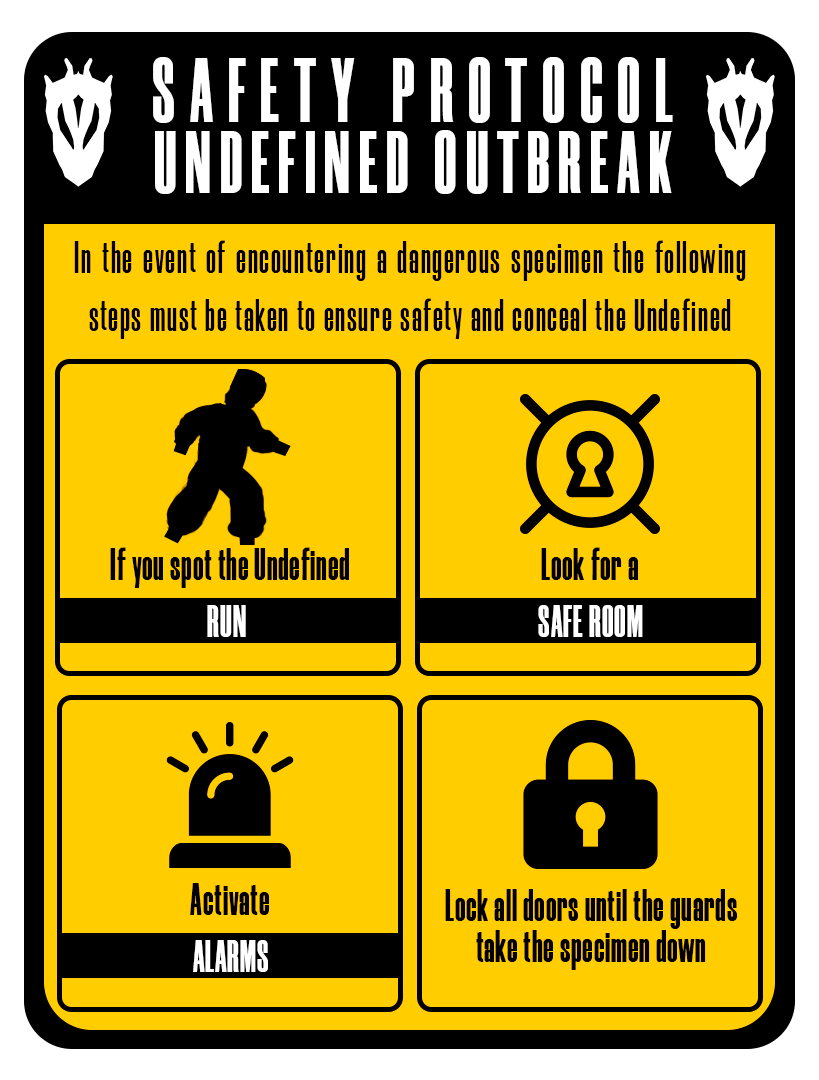 SAFETY PROTOCOL
UNDEFINED OUTBREAK
In the event of encountering a dangerous specimen the following
steps must be taken to ensure safety and conceal the Undefined
If you spot the Undefined
RUN
Look for a
SAFE ROOM
Activate
ALARMS
Lock all doors until the guards
take the specimen down